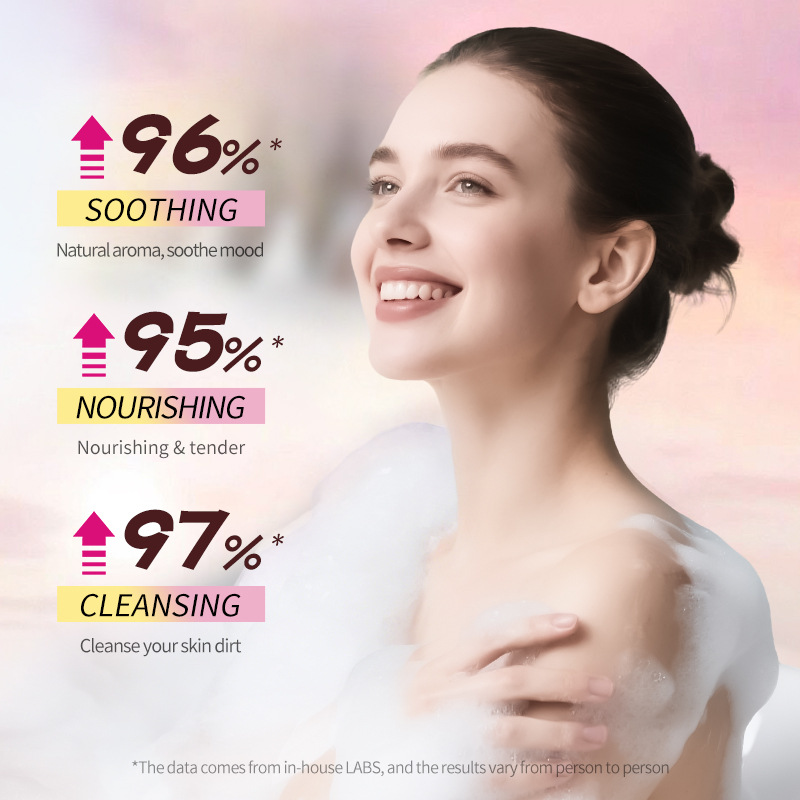 96%*
SOOTHING
Natural aroma, soothe mood
95%*
NOURISHING
Nourishing & tender
97%*
CLEANSING
Cleanse your skin dirt
*The data comes from in-house LABS, and the results vary from person to person